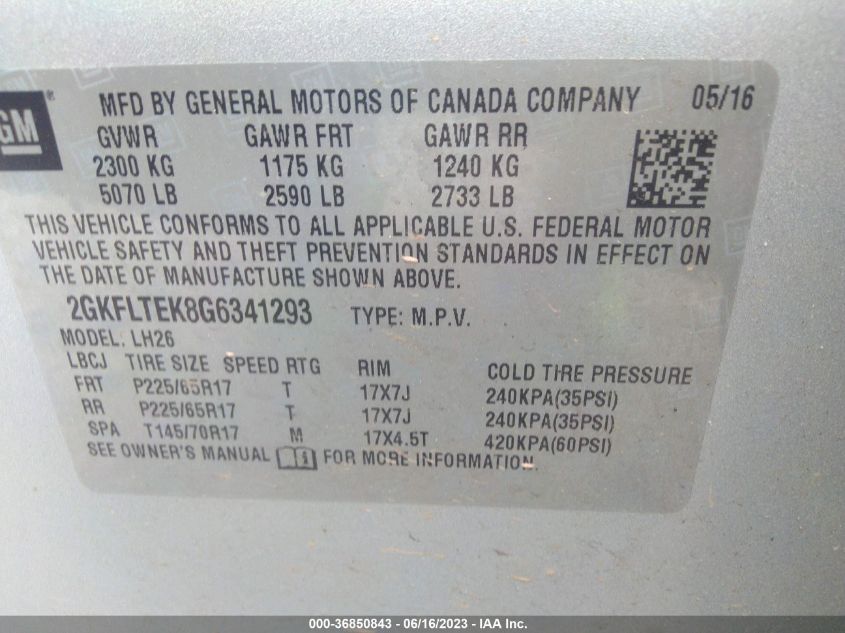 GM ® MFD BY GENERAL MOTORS OF CANADA COMPANY 05/16
GVWR GAWR FRT GAWR RR
2300 KG 1175 KG 1240 KG
5070 LB 2590 LB 2733 LB
THIS VEHICLE CONFORMS TO ALL APPLICABLE U.S. FEDERAL MOTOR
VEHICLE SAFETY AND THEFT PREVENTION STANDARDS IN EFFECT ON
THE DATE OF MANUFACTURE SHOWN ABOVE.
2GKFLTEK8G6341293 TYPE: M.P.V.
MODEL: LH26
LBCJ TIRE SIZE SPEED RTG RIM COLD TIRE PRESSURE
FRT P225/65R17 T 17X7J 240KPA(35PSI)
RR P225/65R17 T 17X7J 240KPA(35PSI)
SPA T145/70R17 M 17X4.5T 420KPA(60PSI)
SEE OWNER'S MANUAL FOR MORE INFORMATION.
000-36850843 - 06/16/2023 - IAA Inc.